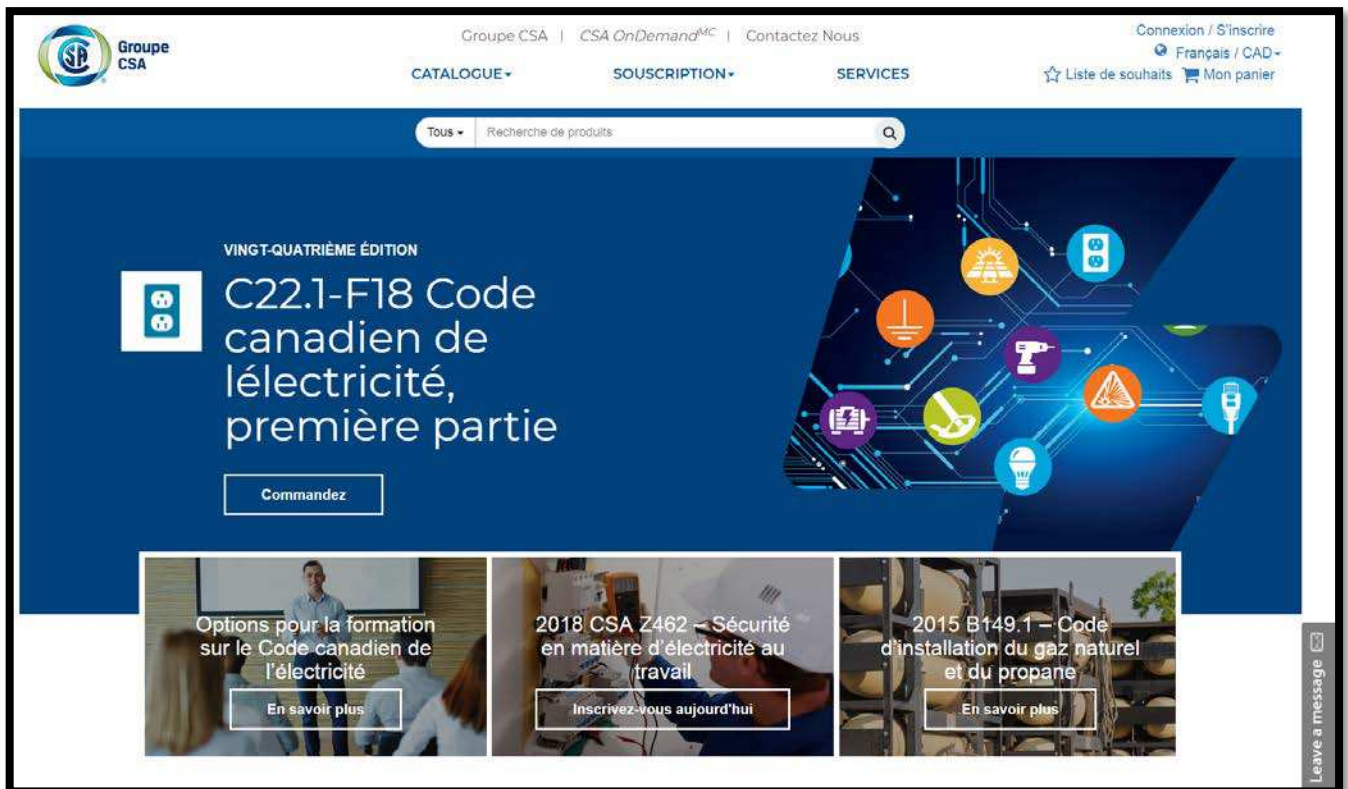 CSA
Groupe
CSA
Groupe CSA | CSA OnDemandMC | Contactez Nous
Connexion / S'inscrire
Français / CAD
CATALOGUE
SOUSCRIPTION
SERVICES
Liste de souhaits
Mon panier
Tous
Recherche de produits
VINGT-QUATRIÈME ÉDITION
C22.1-F18 Code
canadien de
lélectricité,
première partie
Commandez
Options pour la formation
sur le Code canadien de
l'électricité
En savoir plus
2018 CSA Z462 – Sécurité
en matière d'électricité au
travail
Inscrivez-vous aujourd'hui
2015 B149.1 – Code
d'installation du gaz naturel
et du propane
En savoir plus
Leave a message